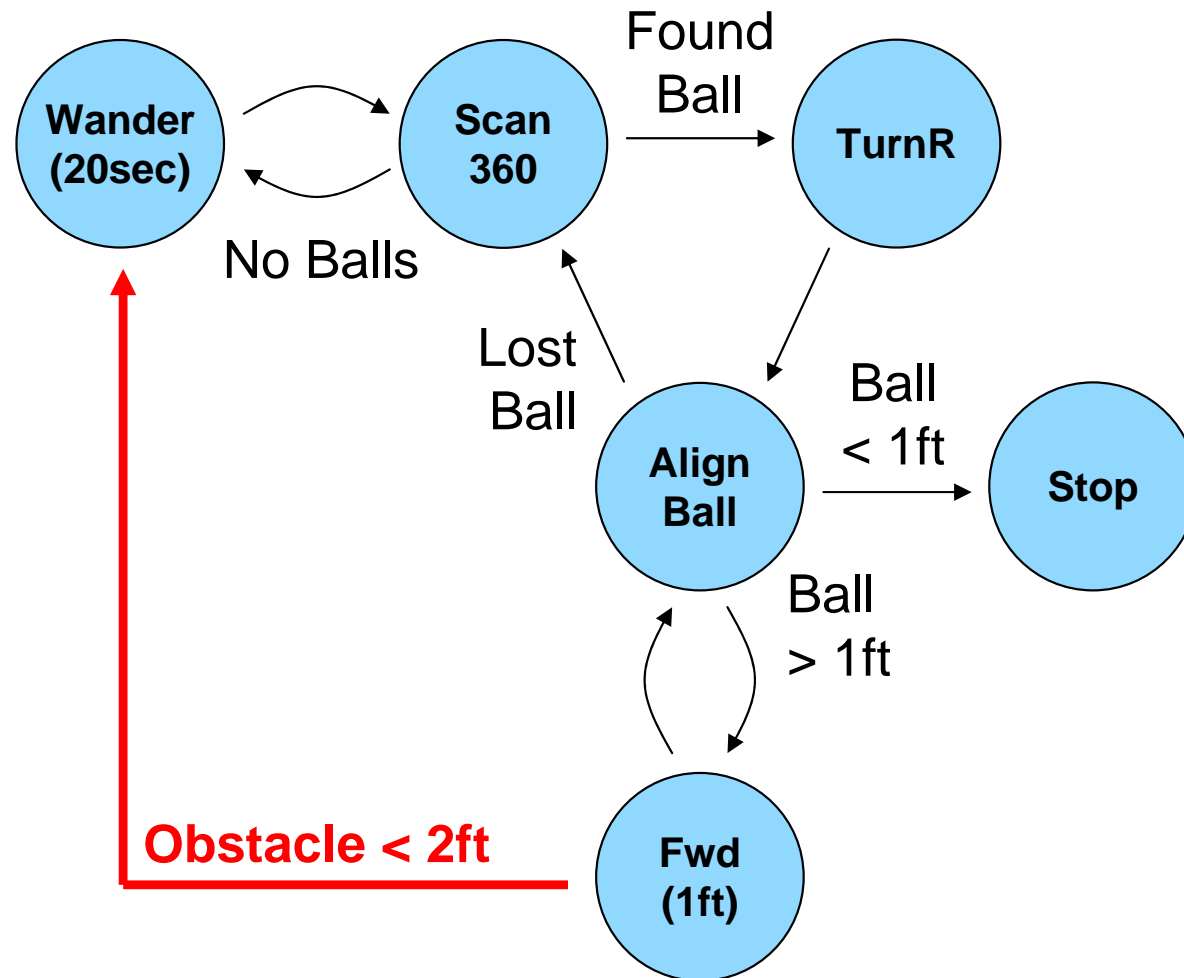 Found
Ball
Wander
(20sec)
Scan
360
TurnR
No Balls
Lost
Ball
Ball
< 1ft
Align
Ball
Stop
Ball
> 1ft
Obstacle < 2ft
Fwd
(1ft)